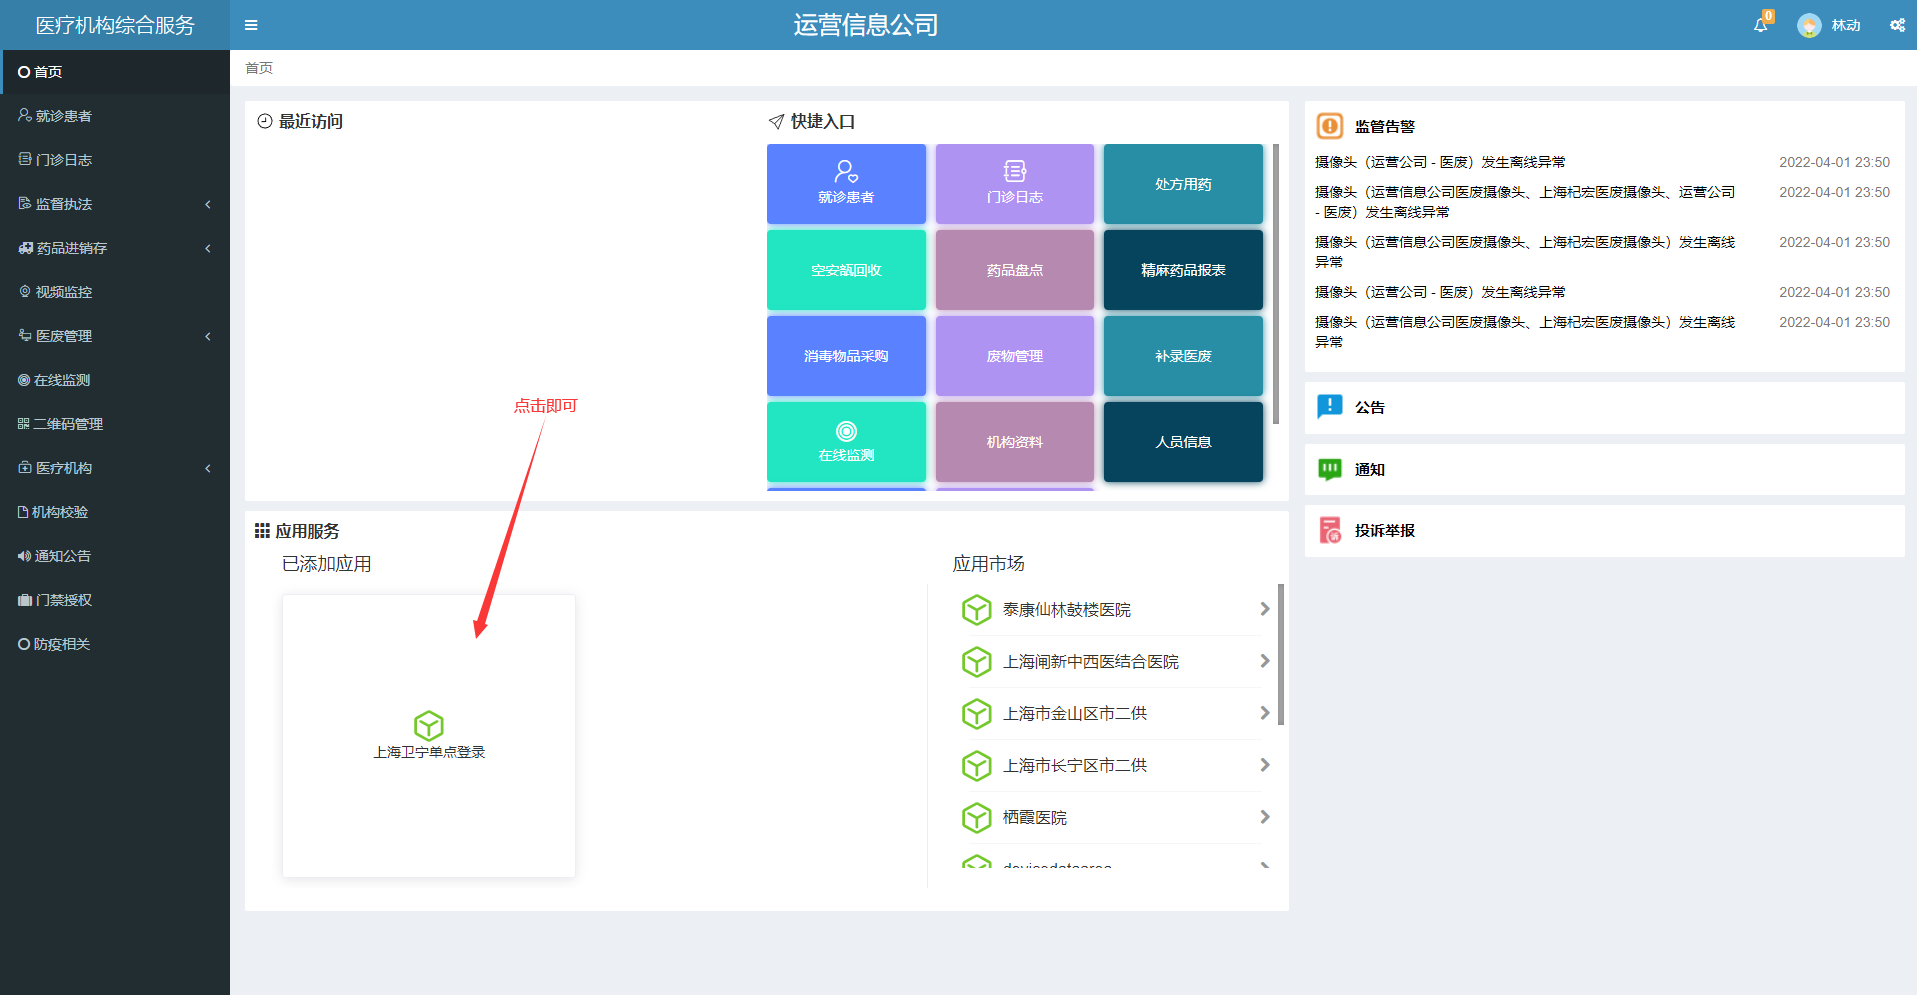 医疗机构综合服务
运营信息公司
0
林动
首页
就诊患者
门诊日志
监督执法
药品进销存
视频监控
医废管理
在线监测
二维码管理
医疗机构
机构校验
通知公告
门禁授权
防疫相关
首页
最近访问
快捷入口
就诊患者
门诊日志
处方用药
空安瓿回收
药品盘点
精麻药品报表
消毒物品采购
废物管理
补录医废
在线监测
机构资料
人员信息
点击即可
应用服务
已添加应用
上海卫宁单点登录
应用市场
泰康仙林鼓楼医院
上海闸新中西医结合医院
上海市金山区市二供
上海市长宁区市二供
栖霞医院
监管告警
摄像头（运营公司 - 医废）发生离线异常 2022-04-01 23:50
摄像头（运营信息公司医废摄像头、上海杞宏医废摄像头、运营公司 2022-04-01 23:50
- 医废）发生离线异常
摄像头（运营信息公司医废摄像头、上海杞宏医废摄像头）发生离线 2022-04-01 23:50
异常
摄像头（运营公司 - 医废）发生离线异常 2022-04-01 23:50
摄像头（运营信息公司医废摄像头、上海杞宏医废摄像头）发生离线 2022-04-01 23:50
异常
公告
通知
诉
投诉举报